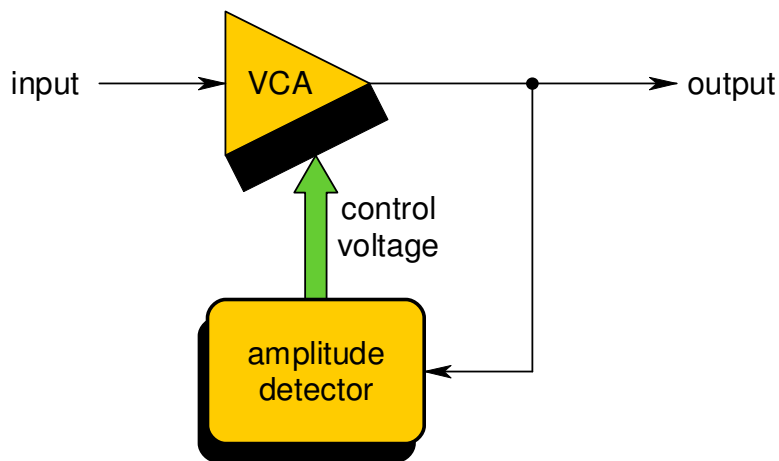 input
VCA
output
control
voltage
amplitude
detector